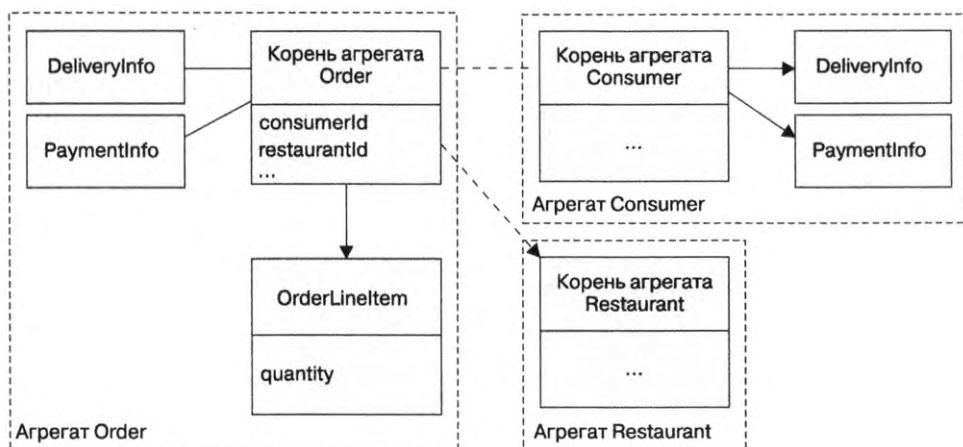 DeliveryInfo
PaymentInfo
Корень агрегата
Order
consumerId
restaurantId
...
OrderLineItem
quantity
Агрегат Order
Корень агрегата
Consumer
...
DeliveryInfo
PaymentInfo
Агрегат Consumer
Корень агрегата
Restaurant
...
Агрегат Restaurant